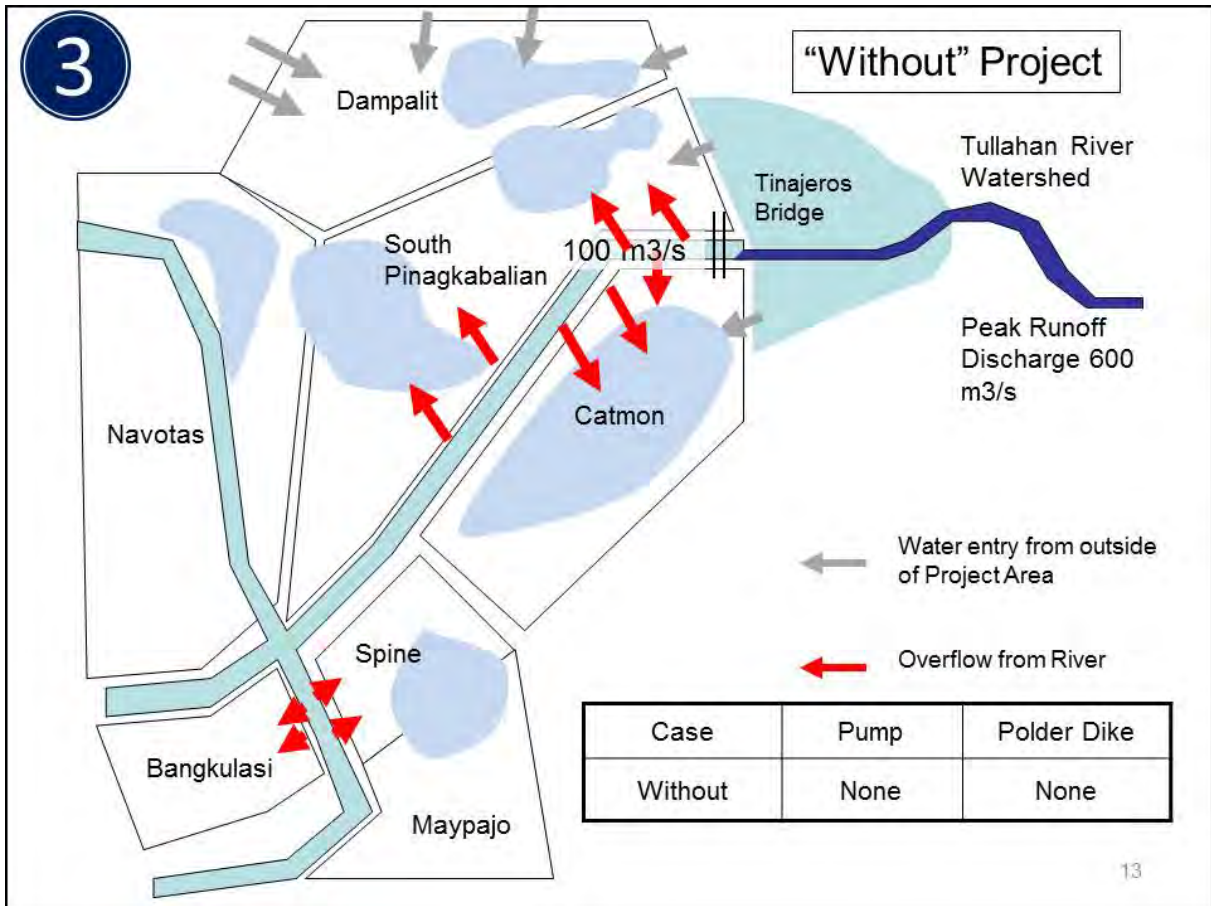 3
“Without” Project
Dampalit
Tullahan River
Watershed
Tinajeros
Bridge
South
Pinagkabalian
100 m3/s
Peak Runoff
Discharge 600
m3/s
Catmon
Navotas
Water entry from outside
of Project Area
Spine
Overflow from River
Bangkulasi
Maypajo
Case Pump Polder Dike
Without None None
13